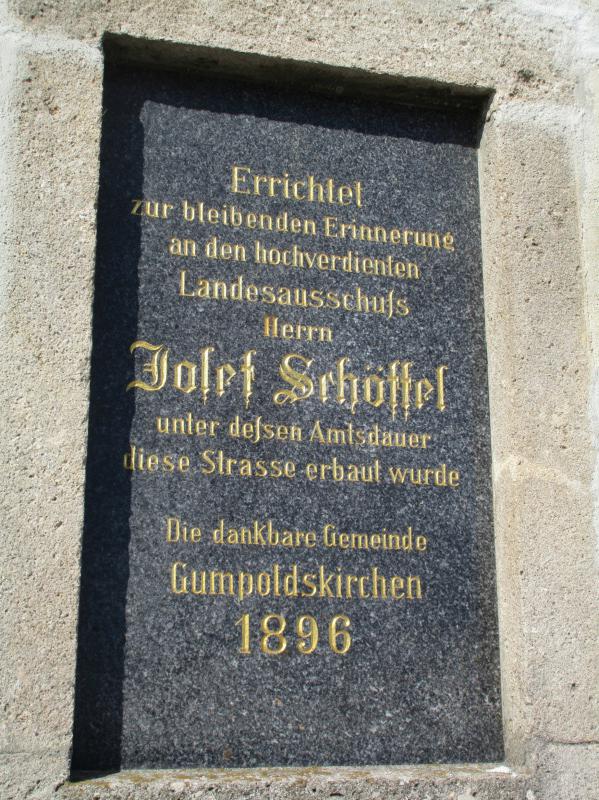 Errichtet
zur bleibenden Erinnerung
an den hochverdienten
Landesausschuſs
Herrn
Joſef Schöffel
unter deſsen Amtsdauer
diese Strasse erbaut wurde
Die dankbare Gemeinde
Gumpoldskirchen
1896